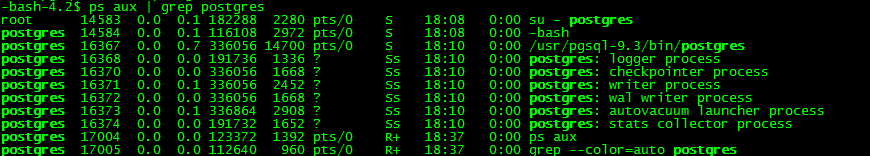 -bash-4.2$ ps aux | grep postgres
root     14583  0.0  0.1 182288  2280 pts/0    S    18:08   0:00 su - postgres
postgres 14584  0.0  0.1 116108  2972 pts/0    S    18:08   0:00 -bash
postgres 16367  0.0  0.7 336056 14700 pts/0    S    18:10   0:00 /usr/pgsql-9.3/bin/postgres
postgres 16368  0.0  0.0 191736  1336 ?        Ss   18:10   0:00 postgres: logger process
postgres 16370  0.0  0.0 336056  1668 ?        Ss   18:10   0:00 postgres: checkpointer process
postgres 16371  0.0  0.1 336056  2452 ?        Ss   18:10   0:00 postgres: writer process
postgres 16372  0.0  0.0 336056  1668 ?        Ss   18:10   0:00 postgres: wal writer process
postgres 16373  0.0  0.1 336864  2908 ?        Ss   18:10   0:00 postgres: autovacuum launcher process
postgres 16374  0.0  0.0 191732  1652 ?        Ss   18:10   0:00 postgres: stats collector process
postgres 17004  0.0  0.0 123372  1392 pts/0    R+   18:37   0:00 ps aux
postgres 17005  0.0  0.0 112640   960 pts/0    R+   18:37   0:00 grep --color=auto postgres